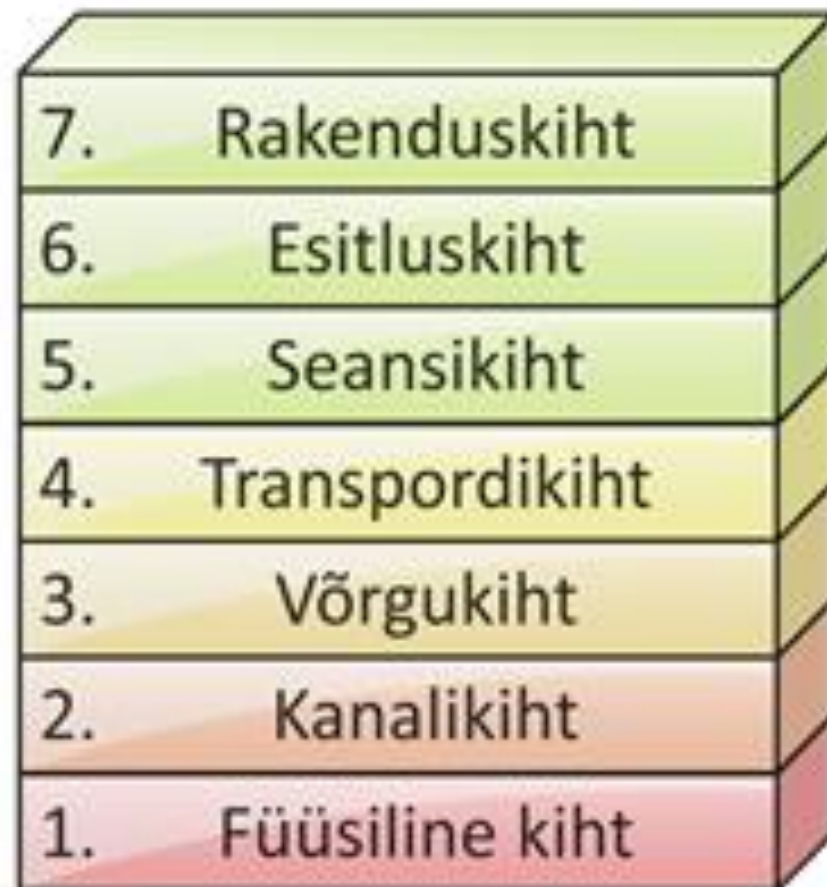 7. Rakenduskiht
6. Esitluskiht
5. Seansikiht
4. Transpordikiht
3. Võrgukiht
2. Kanalikiht
1. Füüsiline kiht